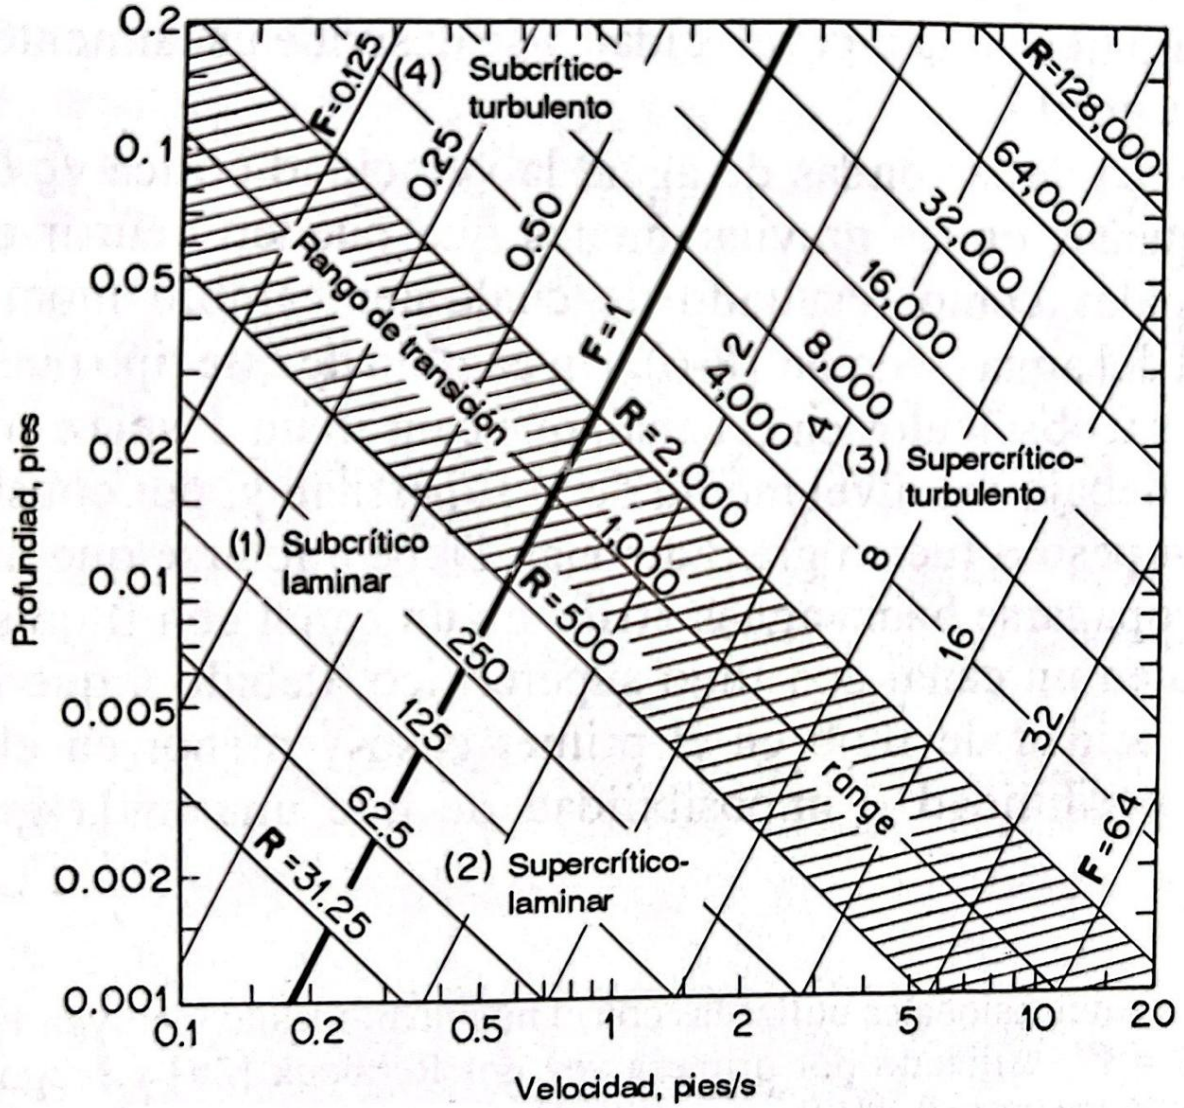 0.2
0.1
0.05
0.02
0.01
0.005
0.002
0.001
Profundiad, pies
0.1
0.2
0.5
1
2
5
10
20
Velocidad, pies/s
F=0.125
(4) Subcrítico-
turbulento
0.25
0.50
F=1
R=128,000
64,000
32,000
16,000
2
8,000
4,000
4
R=2,000
(3) Supercrítico-
turbulento
Rango de transición
1,000
8
(1) Subcrítico
laminar
R=500
250
16
125
32
range
62.5
F=64
(2) Supercrítico-
laminar
R=31.25